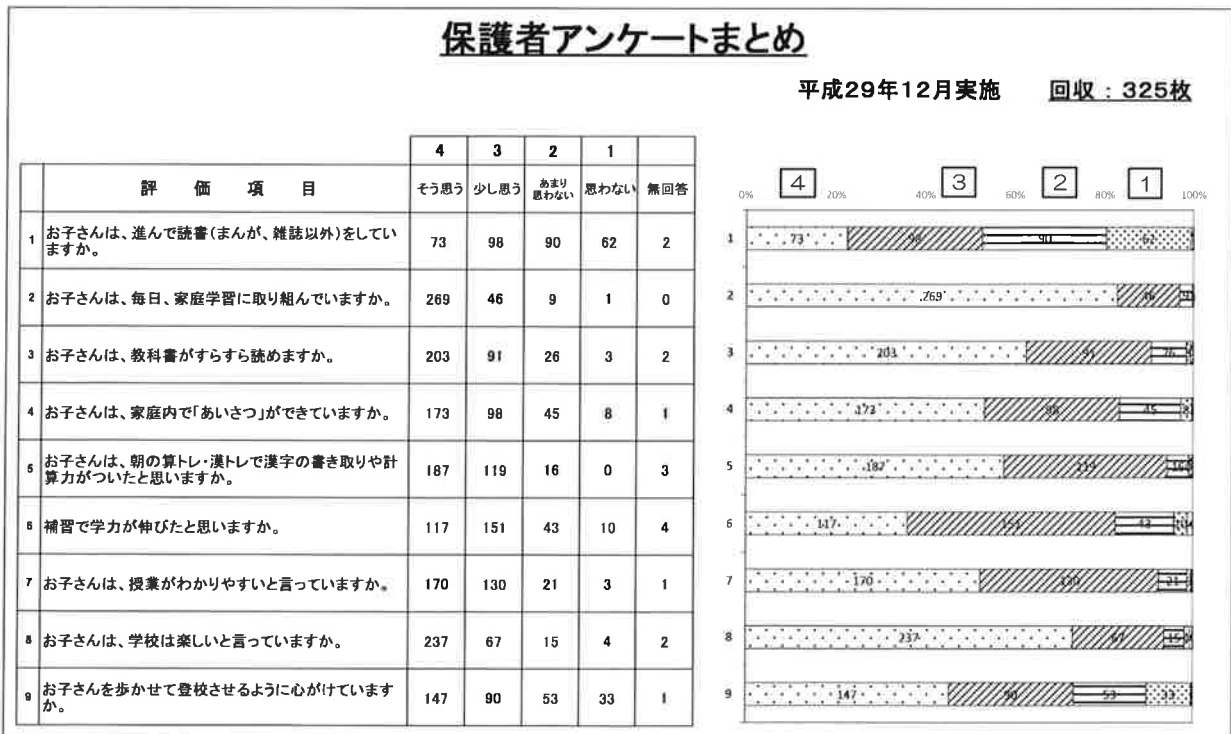 保護者アンケートまとめ
平成29年12月実施 回収：325枚
4 3 2 1
評価項目 そう思う 少し思う あまり思わない 思わない 無回答
1 お子さんは、進んで読書(まんが、雑誌以外)をしてい
ますか。 73 98 90 62 2
2 お子さんは、毎日、家庭学習に取り組んでいますか。 269 46 9 1 0
3 お子さんは、教科書がすらすら読めますか。 203 91 26 3 2
4 お子さんは、家庭内で「あいさつ」ができていますか。 173 98 45 8 1
5 お子さんは、朝の算トレ・漢トレで漢字の書き取りや計
算力がついたと思いますか。 187 119 16 0 3
6 補習で学力が伸びたと思いますか。 117 151 43 10 4
7 お子さんは、授業がわかりやすいと言っていますか。 170 130 21 3 1
8 お子さんは、学校は楽しいと言っていますか。 237 67 15 4 2
9 お子さんを歩かせて登校させるように心がけています
か。 147 90 53 33 1
4 3 2 1
0% 20% 40% 60% 80% 100%
1 73 98 90 62
2 269 46 9
3 203 91 26
4 173 98 45 8
5 187 119 16
6 117 151 43
7 170 130 21
8 237 67 15
9 147 90 53 33